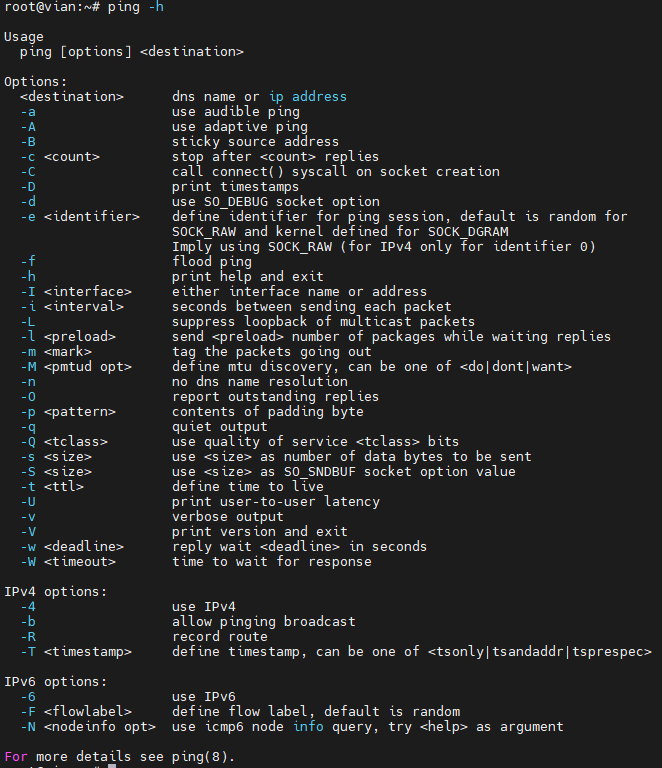 root@vian:~# ping -h
Usage
ping [options] <destination>
Options:
<destination> dns name or ip address
-a use audible ping
-A use adaptive ping
-B sticky source address
-c <count> stop after <count> replies
-C call connect() syscall on socket creation
-D print timestamps
-d use SO_DEBUG socket option
-e <identifier> define identifier for ping session, default is random for
SOCK_RAW and kernel defined for SOCK_DGRAM
Imply using SOCK_RAW (for IPv4 only for identifier 0)
-f flood ping
-h print help and exit
-I <interface> either interface name or address
-i <interval> seconds between sending each packet
-L suppress loopback of multicast packets
-l <preload> send <preload> number of packages while waiting replies
-m <mark> tag the packets going out
-M <pmtud opt> define mtu discovery, can be one of <do|dont|want>
-n no dns name resolution
-O report outstanding replies
-p <pattern> contents of padding byte
-q quiet output
-Q <tclass> use quality of service <tclass> bits
-s <size> use <size> as number of data bytes to be sent
-S <size> use <size> as SO_SNDBUF socket option value
-t <ttl> define time to live
-U print user-to-user latency
-v verbose output
-V print version and exit
-w <deadline> reply wait <deadline> in seconds
-W <timeout> time to wait for response
IPv4 options:
-4 use IPv4
-b allow pinging broadcast
-R record route
-T <timestamp> define timestamp, can be one of <tsonly|tsandaddr|tsprespec>
IPv6 options:
-6 use IPv6
-F <flowlabel> define flow label, default is random
-N <nodeinfo opt> use icmp6 node info query, try <help> as argument
For more details see ping(8).